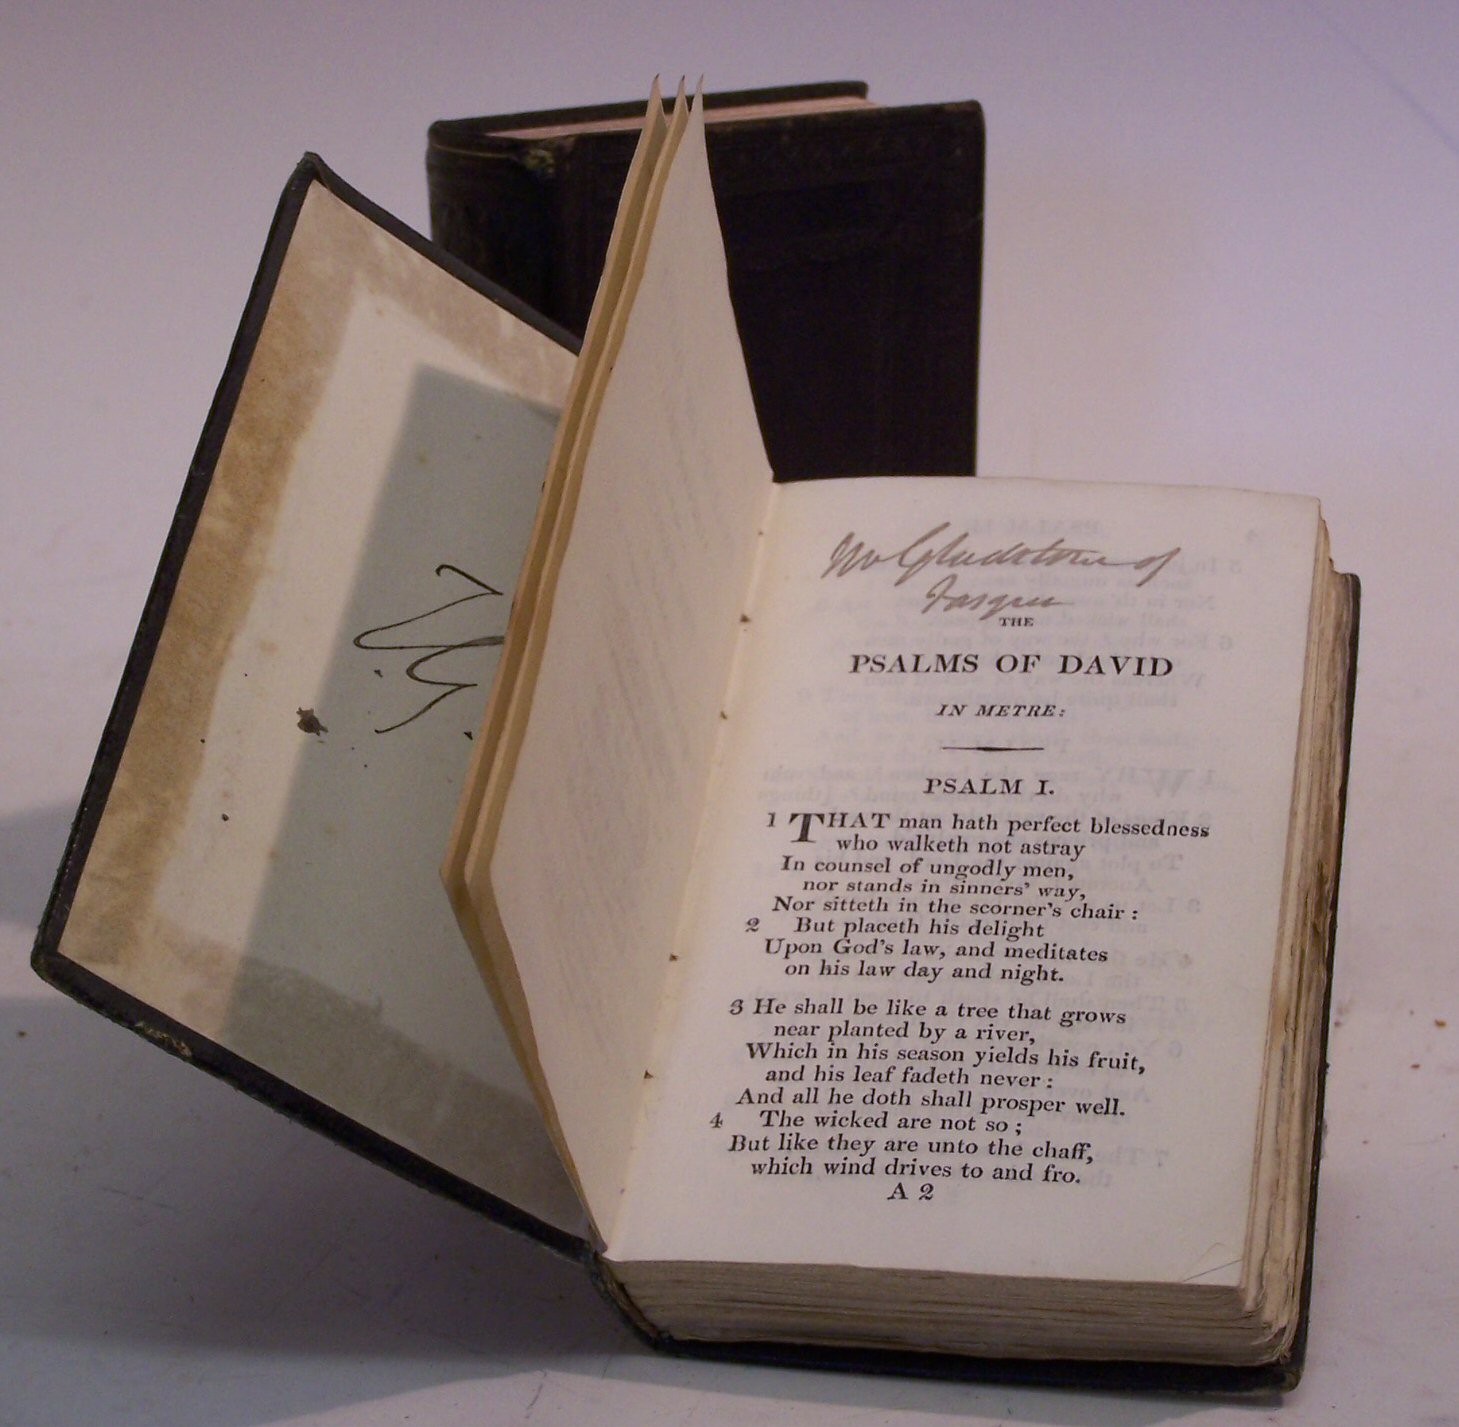 Gladstone of
Fasque
THE
PSALMS OF DAVID
IN METRE:
PSALM I.
1 THAT man hath perfect blessedness
who walketh not astray
In counsel of ungodly men,
nor stands in sinners' way,
Nor sitteth in the scorner's chair :
2 But placeth his delight
Upon God's law, and meditates
on his law day and night.
3 He shall be like a tree that grows
near planted by a river,
Which in his season yields his fruit,
and his leaf fadeth never :
And all he doth shall prosper well.
4 The wicked are not so ;
But like they are unto the chaff,
which wind drives to and fro.
A 2